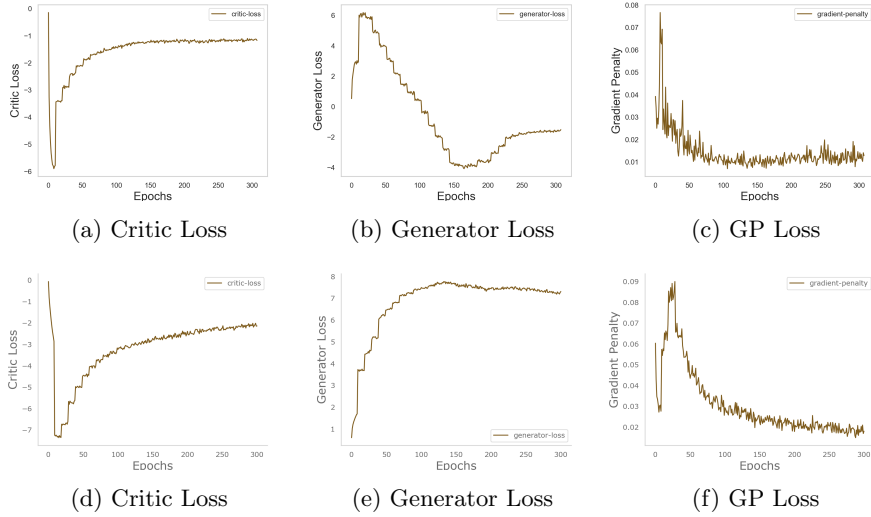 critic-loss
0
−1
−2
−3
−4
−5
−6
Critic Loss
0 50 100 150 200 250 300
Epochs
(a) Critic Loss
generator-loss
6
4
2
0
−2
−4
Generator Loss
0 50 100 150 200 250 300
Epochs
(b) Generator Loss
gradient-penalty
0.08
0.07
0.06
0.05
0.04
0.03
0.02
0.01
Gradient Penalty
0 50 100 150 200 250 300
Epochs
(c) GP Loss
critic-loss
0
−1
−2
−3
−4
−5
−6
−7
Critic Loss
0 50 100 150 200 250 300
Epochs
(d) Critic Loss
8
7
6
5
4
3
2
1
Generator Loss
generator-loss
0 50 100 150 200 250 300
Epochs
(e) Generator Loss
gradient-penalty
0.09
0.08
0.07
0.06
0.05
0.04
0.03
0.02
Gradient Penalty
0 50 100 150 200 250 300
Epochs
(f) GP Loss